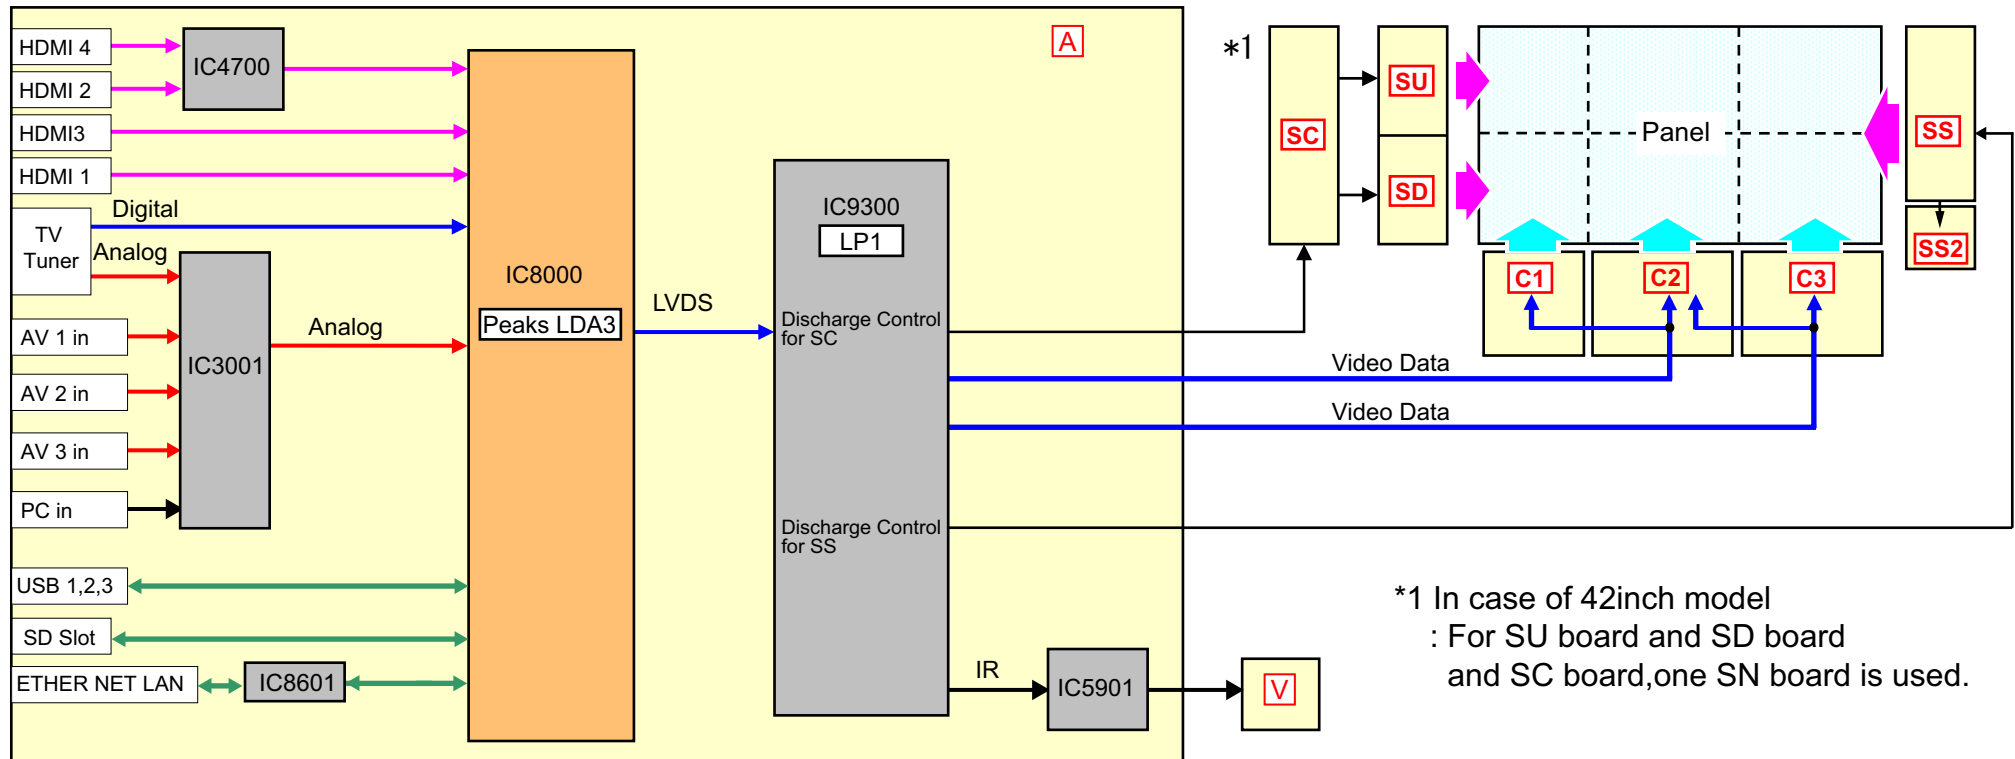 HDMI 4
HDMI 2
HDMI3
HDMI 1
IC4700
TV
Tuner
Digital
Analog
AV 1 in
AV 2 in
AV 3 in
PC in
IC3001
Analog
USB 1,2,3
SD Slot
ETHER NET LAN
IC8601
IC8000
Peaks LDA3
LVDS
A
IC9300
LP1
Discharge Control
for SC
Discharge Control
for SS
Video Data
Video Data
IR
IC5901
V
*1
SC
SU
SD
Panel
SS
SS2
C1
C2
C3
*1 In case of 42inch model
: For SU board and SD board
and SC board,one SN board is used.